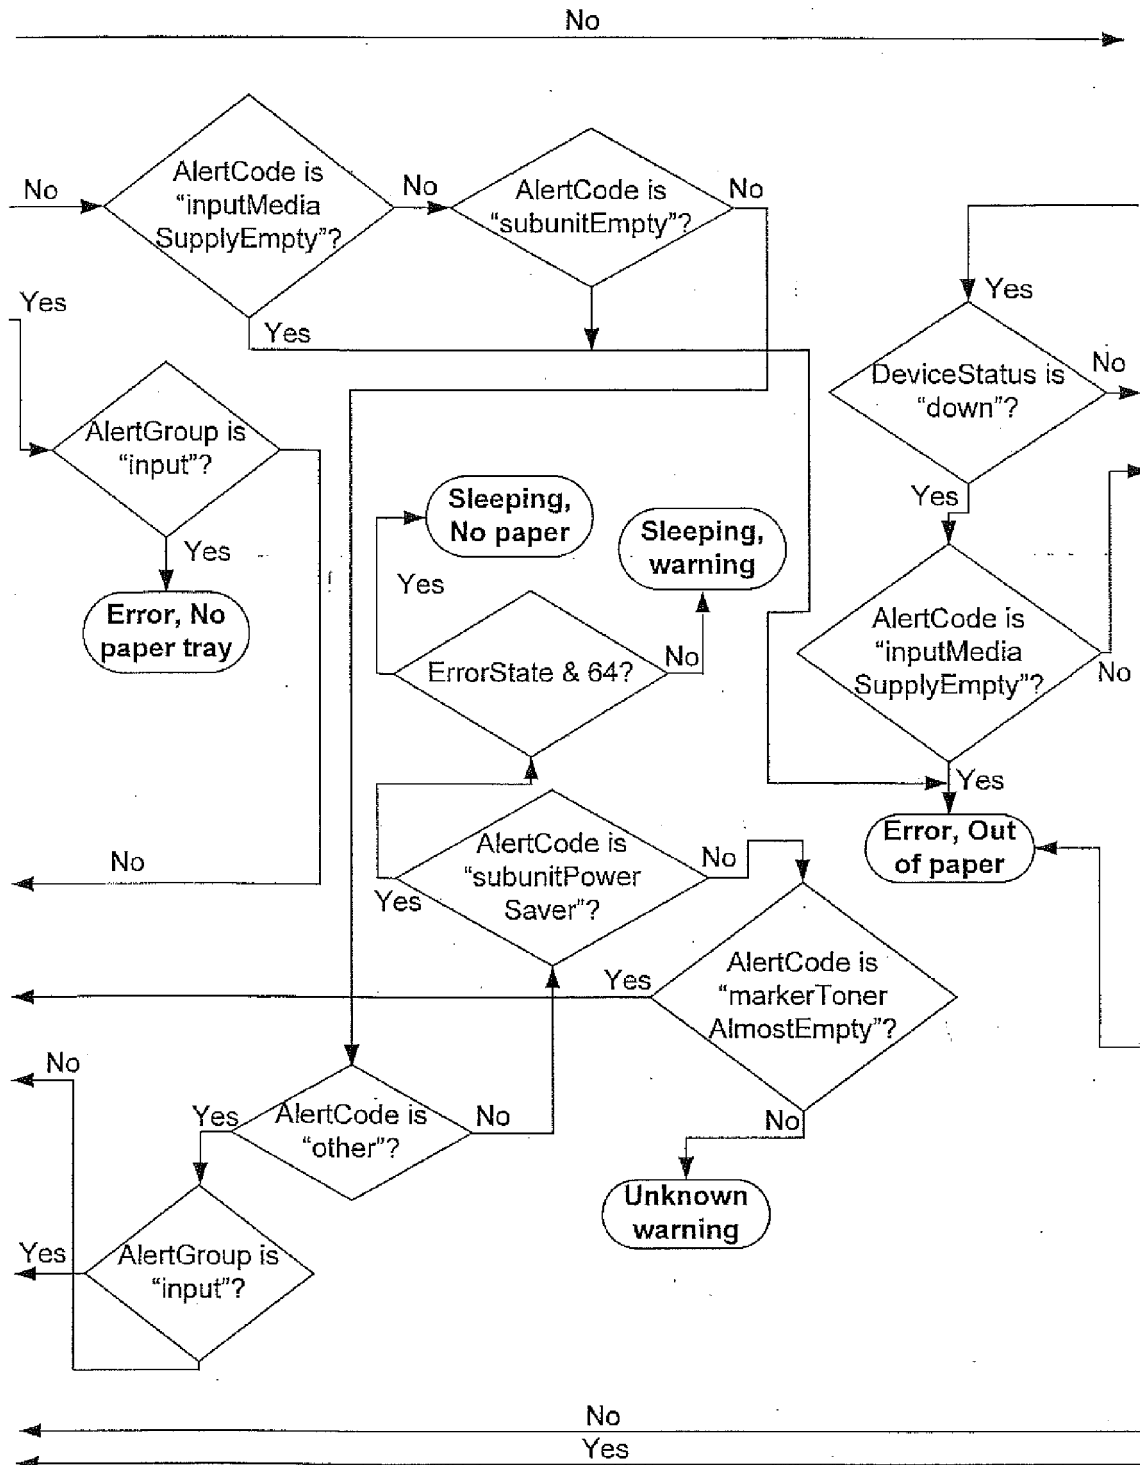 No
No
AlertCode is
“inputMedia
SupplyEmpty”?
No
AlertCode is
“subunitEmpty”?
No
Yes
Yes
Yes
AlertGroup is
“input”?
Yes
Error, No
paper tray
DeviceStatus is
“down”?
No
Yes
Sleeping,
No paper
Sleeping,
warning
Yes
ErrorState & 64?
No
AlertCode is
“inputMedia
SupplyEmpty”?
No
Yes
Error, Out
of paper
No
AlertCode is
“subunitPower
Saver”?
Yes
No
Yes
AlertCode is
“markerToner
AlmostEmpty”?
No
No
Yes
AlertCode is
“other”?
No
Unknown
warning
Yes
AlertGroup is
“input”?
No
Yes